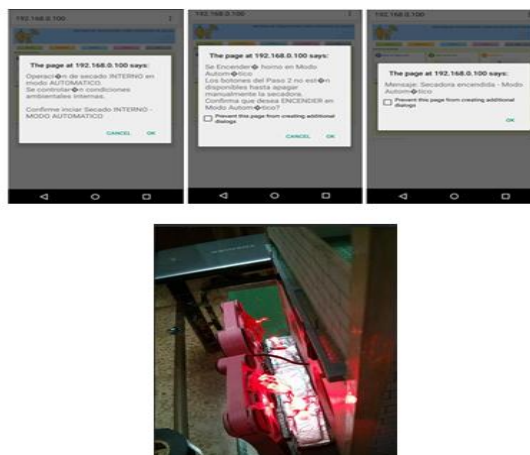 192.168.0.100
The page at 192.168.0.100 says:
Operaci�n de secado INTERNO en
modo AUTOMATICO
Se controlar�n condiciones
ambientales internas.
Confirme iniciar Secado INTERNO -
MODO AUTOMATICO
CANCEL OK
192.168.0.100
The page at 192.168.0.100 says:
Se Encender� horno en Modo
Autom�tico
Los botones del Paso 2 no est�n
disponibles hasta apagar
manualmente la secadora.
Confirma que desea ENCENDER en
Modo Autom�tico?
Prevent this page from creating additional
dialogs
CANCEL OK
192.168.0.100
The page at 192.168.0.100 says:
Mensaje: Secadora encendida - Modo
Autom�tico
Prevent this page from creating additional
dialogs
OK